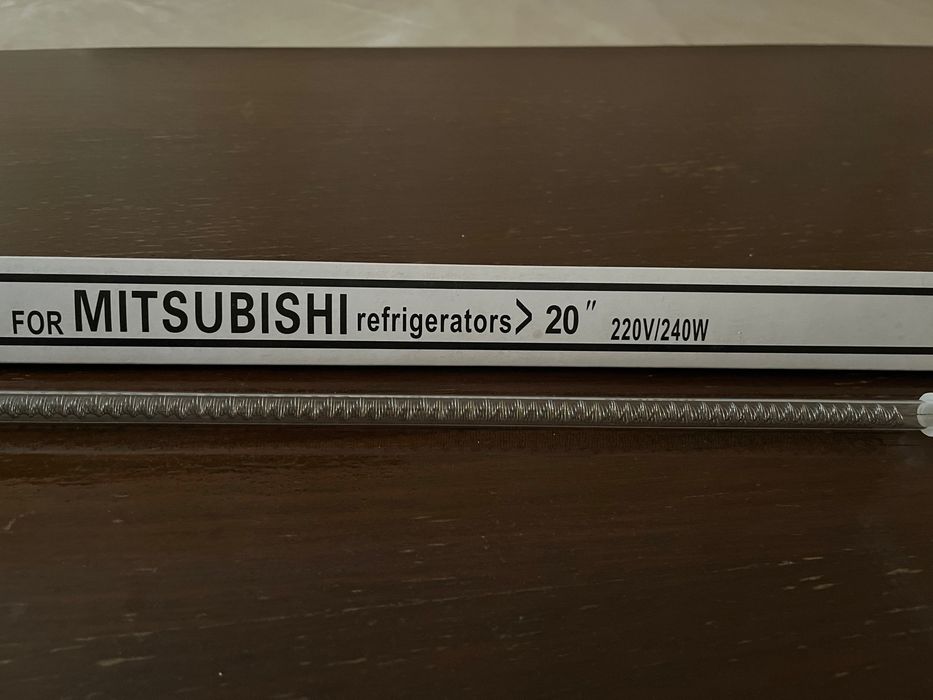 FOR MITSUBISHI refrigerators> 20" 220V/240W